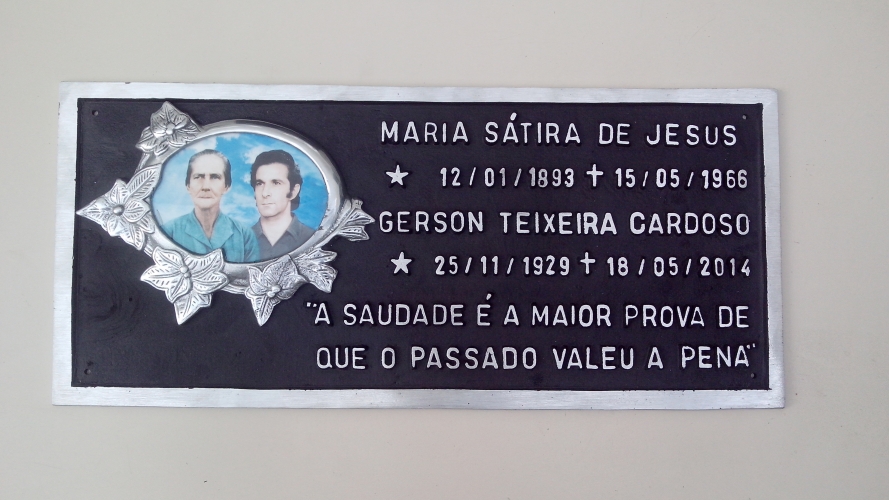 MARIA SÁTIRA DE JESUS
★ 12/01/1893 ✝ 15/05/1966
GERSON TEIXEIRA CARDOSO
★ 25/11/1929 ✝ 18/05/2014
"A SAUDADE É A MAIOR PROVA DE
QUE O PASSADO VALEU A PENA"